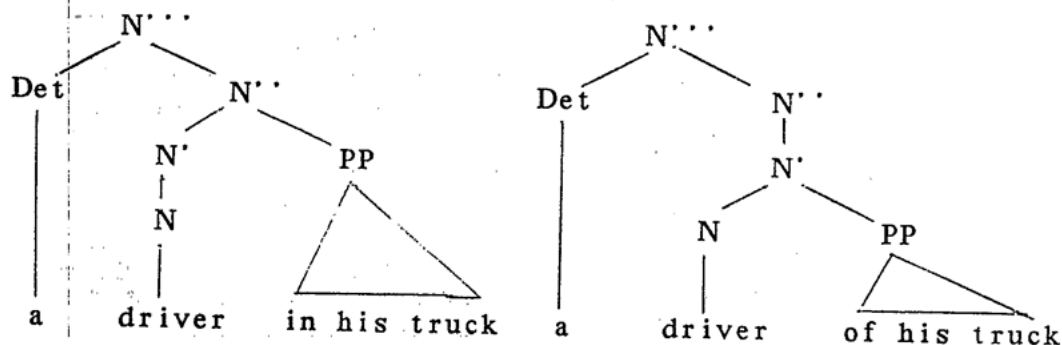 N''' N'''
Det N'' Det N''
N' PP N'
N N PP
a driver in his truck a driver of his truck